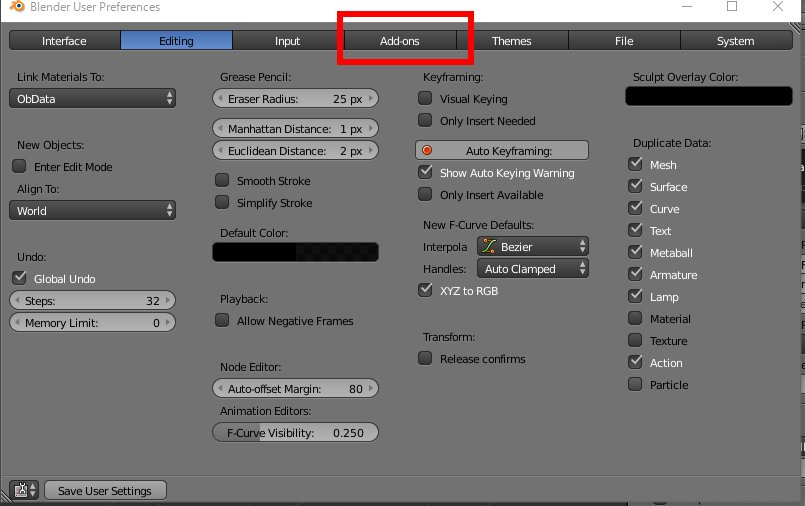 Blender User Preferences
Interface Editing Input Add-ons Themes File System
Link Materials To:
ObData
New Objects:
Enter Edit Mode
Align To:
World
Undo:
Global Undo
Steps: 32
Memory Limit: 0
Grease Pencil:
Eraser Radius: 25 px
Manhattan Distance: 1 px
Euclidean Distance: 2 px
Smooth Stroke
Simplify Stroke
Default Color:
Playback:
Allow Negative Frames
Node Editor:
Auto-offset Margin: 80
Animation Editors:
F-Curve Visibility: 0.250
Keyframing:
Visual Keying
Only Insert Needed
Auto Keyframing:
Show Auto Keying Warning
Only Insert Available
New F-Curve Defaults:
Interpola Bezier
Handles: Auto Clamped
XYZ to RGB
Transform:
Release confirms
Sculpt Overlay Color:
Duplicate Data:
Mesh
Surface
Curve
Text
Metaball
Armature
Lamp
Material
Texture
Action
Particle
Save User Settings